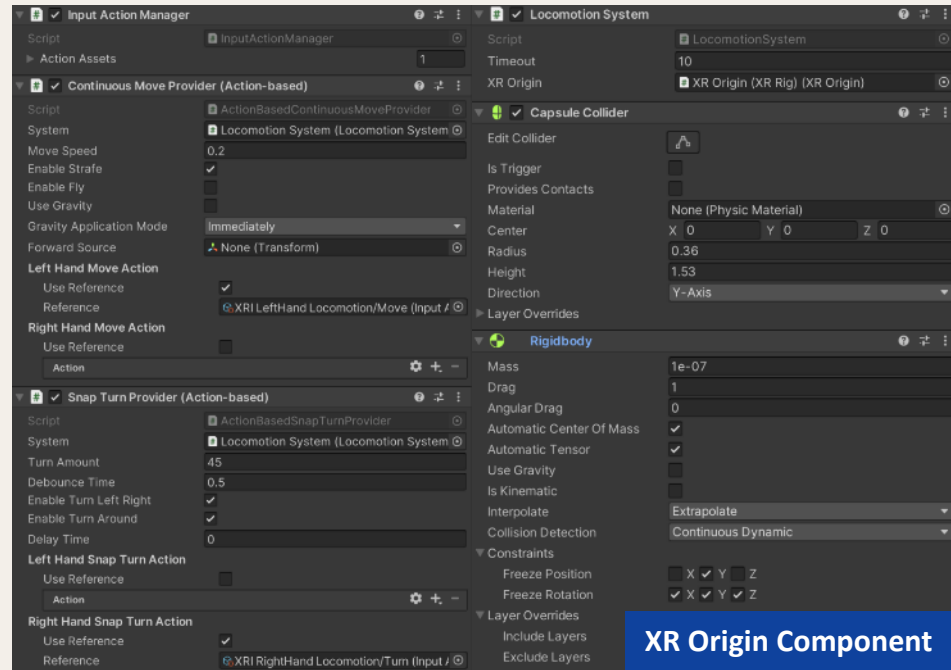 Input Action Manager
Script InputActionManager
Action Assets 1
Continuous Move Provider (Action-based)
Script ActionBasedContinuousMoveProvider
System Locomotion System (Locomotion System
Move Speed 0.2
Enable Strafe
Enable Fly
Use Gravity
Gravity Application Mode Immediately
Forward Source None (Transform)
Left Hand Move Action
Use Reference
Reference XRI LeftHand Locomotion/Move (Input A
Right Hand Move Action
Use Reference
Action
Snap Turn Provider (Action-based)
Script ActionBasedSnapTurnProvider
System Locomotion System (Locomotion System
Turn Amount 45
Debounce Time 0.5
Enable Turn Left Right
Enable Turn Around
Delay Time 0
Left Hand Snap Turn Action
Use Reference
Action
Right Hand Snap Turn Action
Use Reference
Reference XRI RightHand Locomotion/Turn (Input A
Locomotion System
Script LocomotionSystem
Timeout 10
XR Origin XR Origin (XR Rig) (XR Origin)
Capsule Collider
Edit Collider
Is Trigger
Provides Contacts
Material None (Physic Material)
Center X 0 Y 0 Z 0
Radius 0.36
Height 1.53
Direction Y-Axis
Layer Overrides
Rigidbody
Mass 1e-07
Drag 1
Angular Drag 0
Automatic Center Of Mass
Automatic Tensor
Use Gravity
Is Kinematic
Interpolate Extrapolate
Collision Detection Continuous Dynamic
Constraints
Freeze Position X Y Z
Freeze Rotation X Y Z
Layer Overrides
Include Layers
Exclude Layers
XR Origin Component